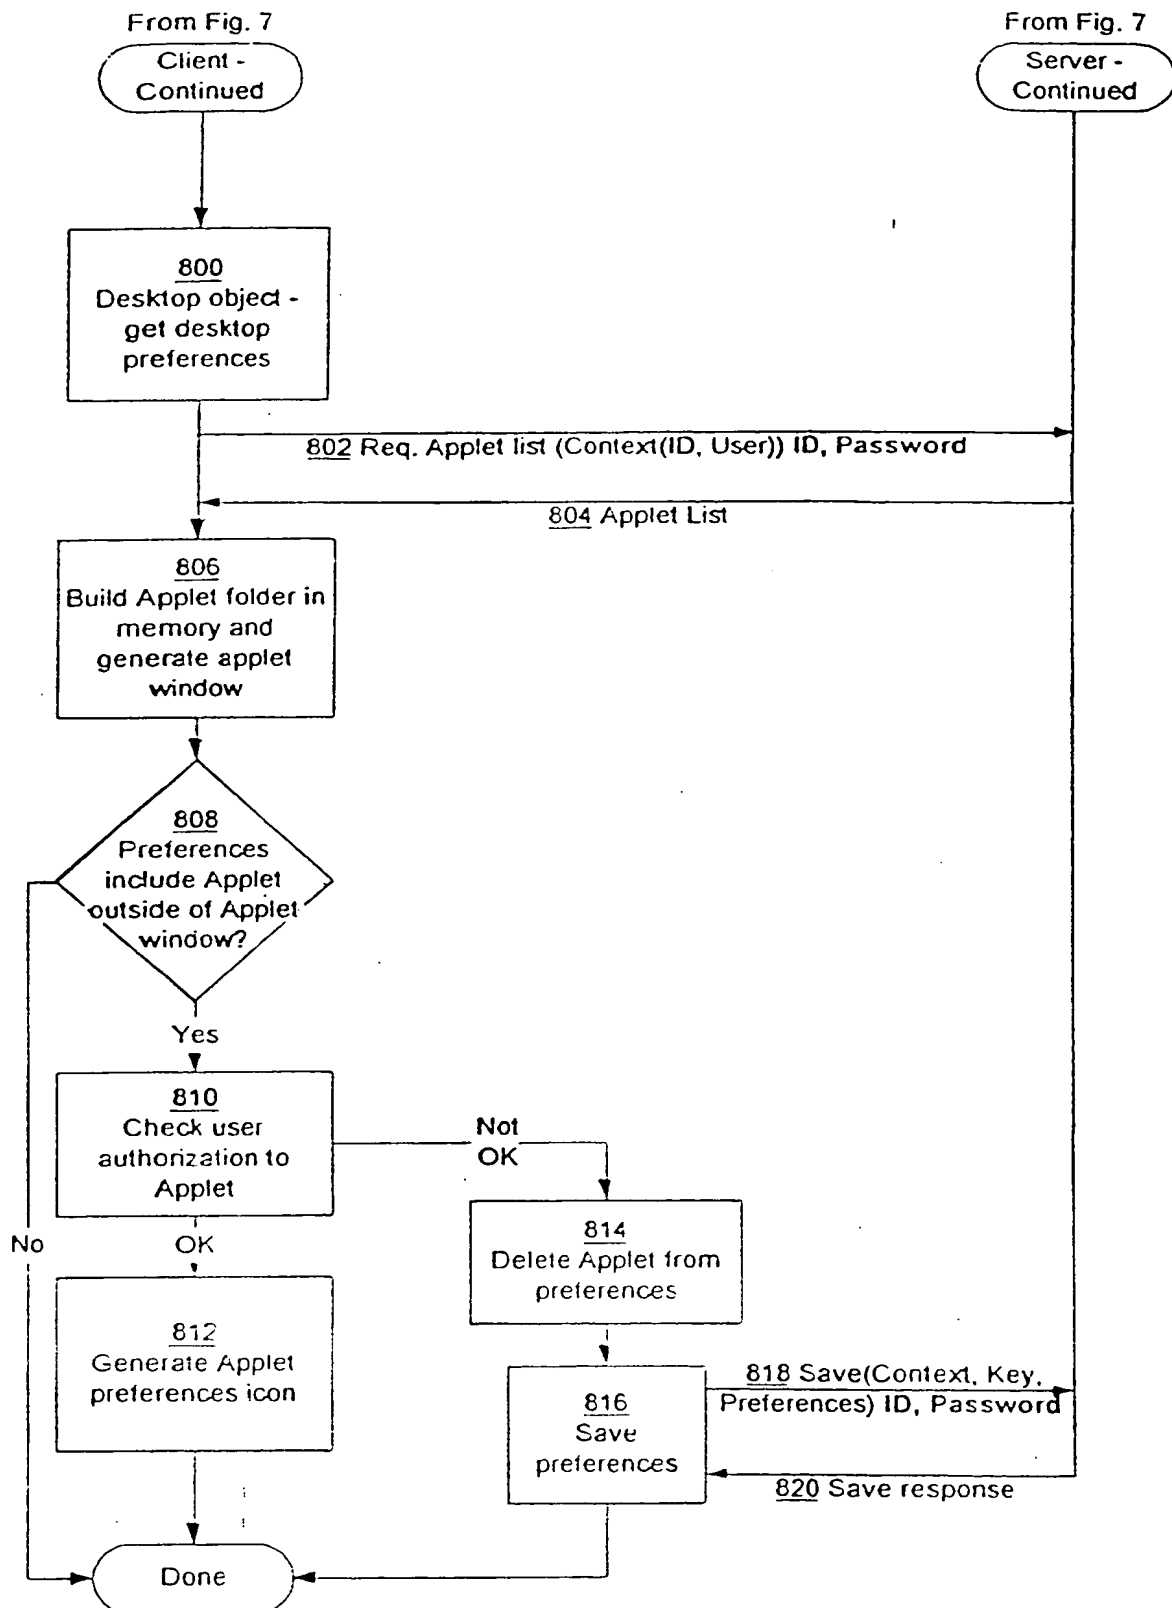 From Fig. 7
Client -
Continued
From Fig. 7
Server -
Continued
800
Desktop object -
get desktop
preferences
802 Req. Applet list (Context(ID, User)) ID, Password
804 Applet List
806
Build Applet folder in
memory and
generate applet
window
808
Preferences
include Applet
outside of Applet
window?
Yes
No
810
Check user
authorization to
Applet
Not
OK
OK
812
Generate Applet
preferences icon
814
Delete Applet from
preferences
816
Save
preferences
818 Save(Context, Key,
Preferences) ID, Password
820 Save response
Done